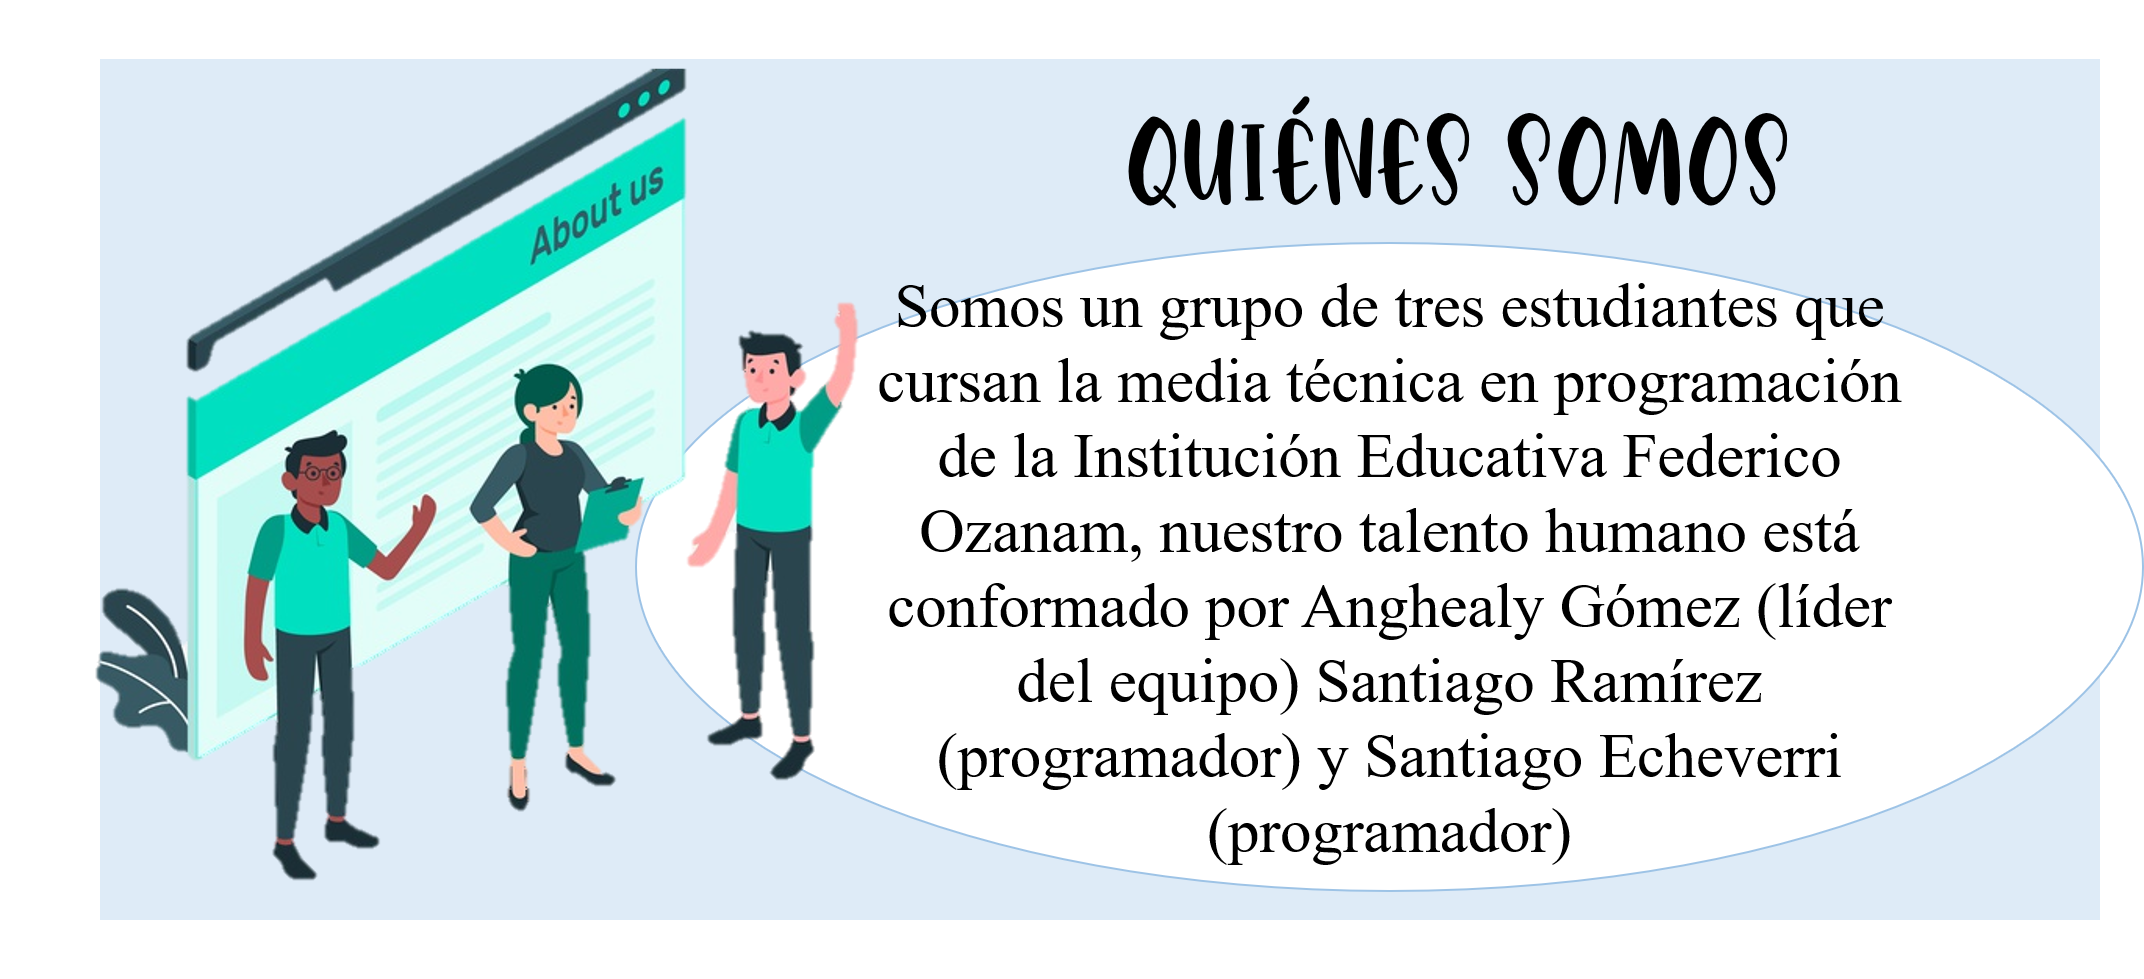 About us
QUIÉNES SOMOS
Somos un grupo de tres estudiantes que
cursan la media técnica en programación
de la Institución Educativa Federico
Ozanam, nuestro talento humano está
conformado por Anghealy Gómez (líder
del equipo) Santiago Ramírez
(programador) y Santiago Echeverri
(programador)